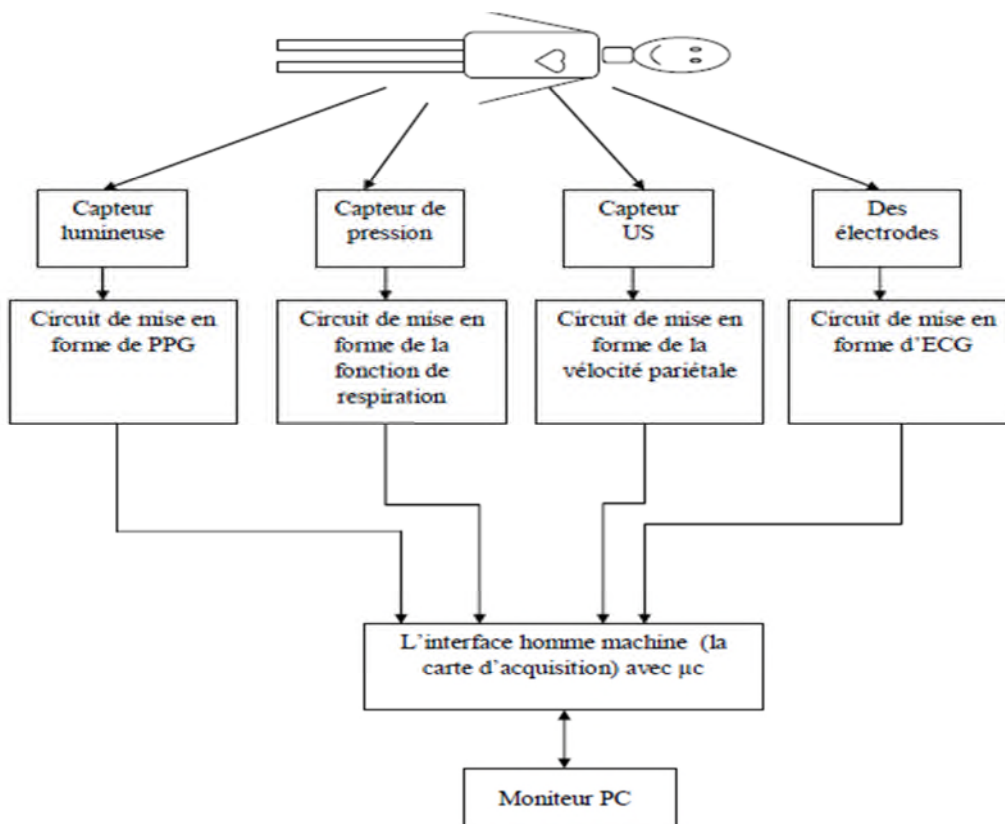 Capteur
lumineuse
Capteur de
pression
Capteur
US
Des
électrodes
Circuit de mise en
forme de PPG
Circuit de mise en
forme de la
fonction de
respiration
Circuit de mise en
forme de la
vélocité pariétale
Circuit de mise en
forme d’ECG
L’interface homme machine (la
carte d’acquisition) avec µc
Moniteur PC